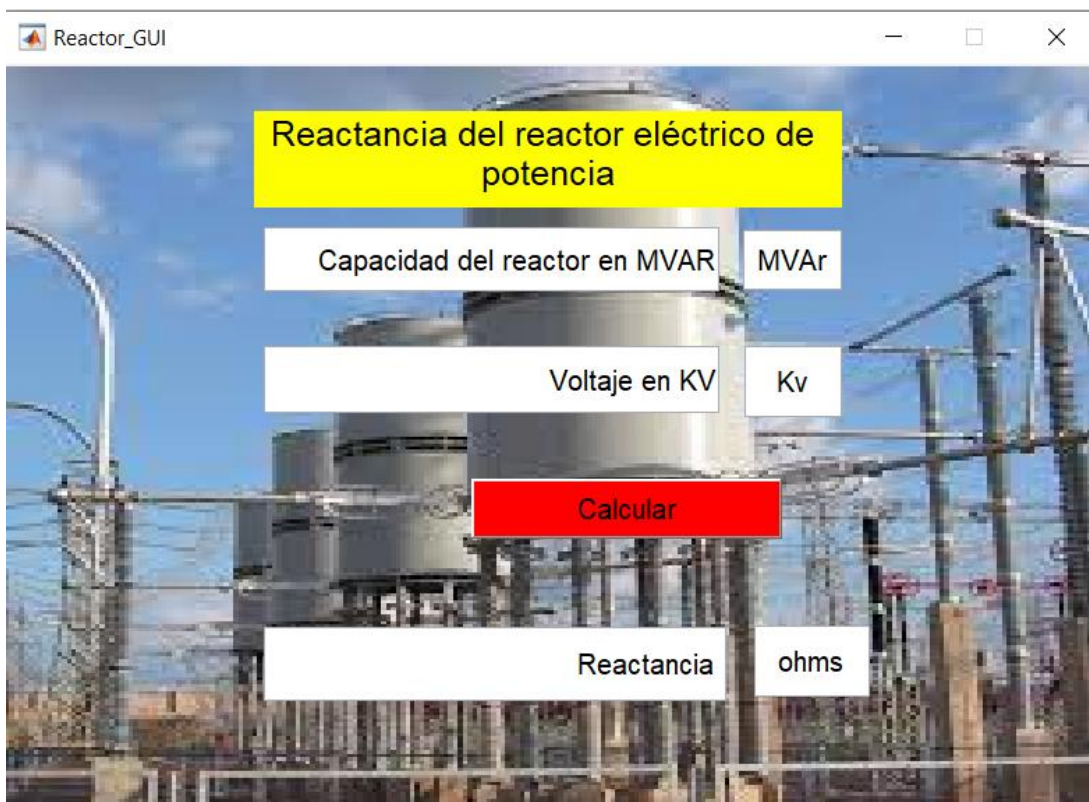 Reactor_GUI
Reactancia del reactor eléctrico de
potencia
Capacidad del reactor en MVAR MVAr
Voltaje en KV Kv
Calcular
Reactancia ohms